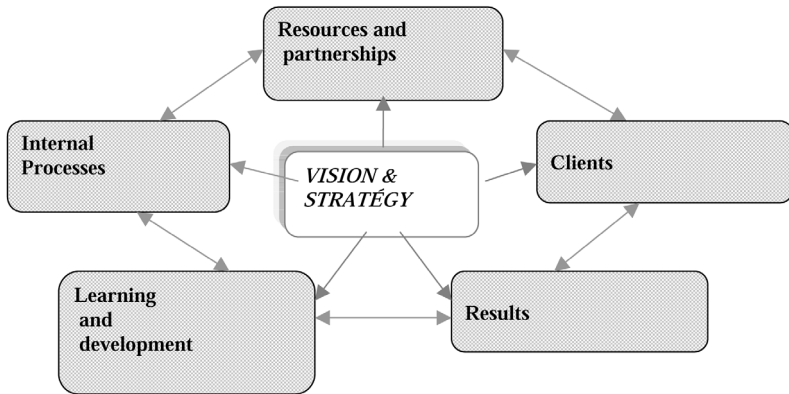 Resources and
partnerships
Internal
Processes
VISION &
STRATÉGY
Clients
Learning
and
development
Results